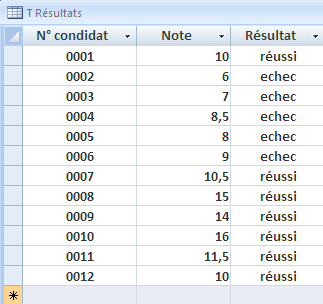 T Résultats
N° condidat Note Résultat
0001 10 réussi
0002 6 echec
0003 7 echec
0004 8,5 echec
0005 8 echec
0006 9 echec
0007 10,5 réussi
0008 15 réussi
0009 14 réussi
0010 16 réussi
0011 11,5 réussi
0012 10 réussi